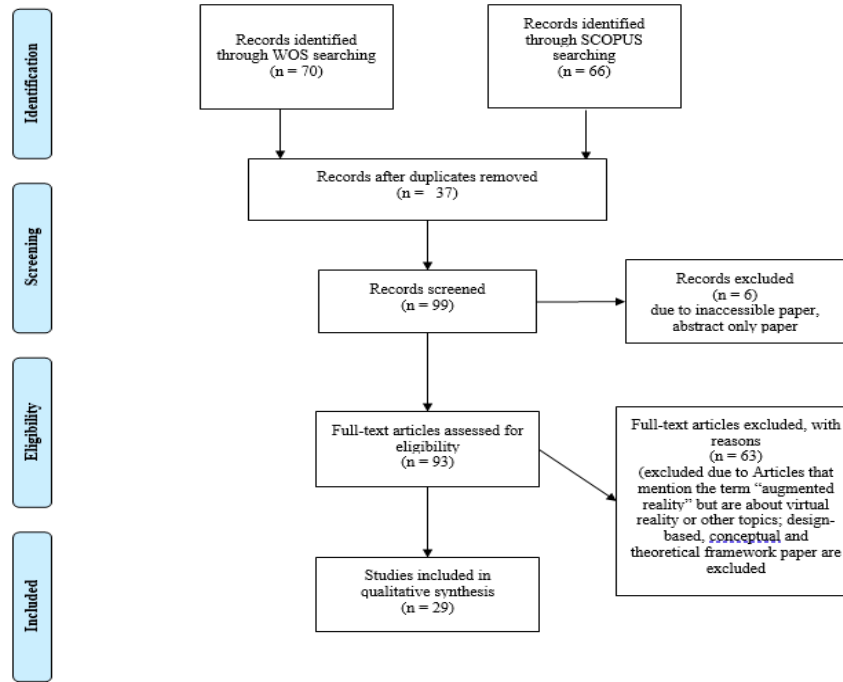 Identification
Records identified
through WOS searching
(n = 70)
Records identified
through SCOPUS
searching
(n = 66)
Records after duplicates removed
(n = 37)
Screening
Records screened
(n = 99)
Records excluded
(n = 6)
due to inaccessible paper,
abstract only paper
Eligibility
Full-text articles assessed for
eligibility
(n = 93)
Full-text articles excluded, with
reasons
(n = 63)
(excluded due to Articles that
mention the term “augmented
reality” but are about virtual
reality or other topics; design-
based, conceptual and
theoretical framework paper are
excluded
Included
Studies included in
qualitative synthesis
(n = 29)